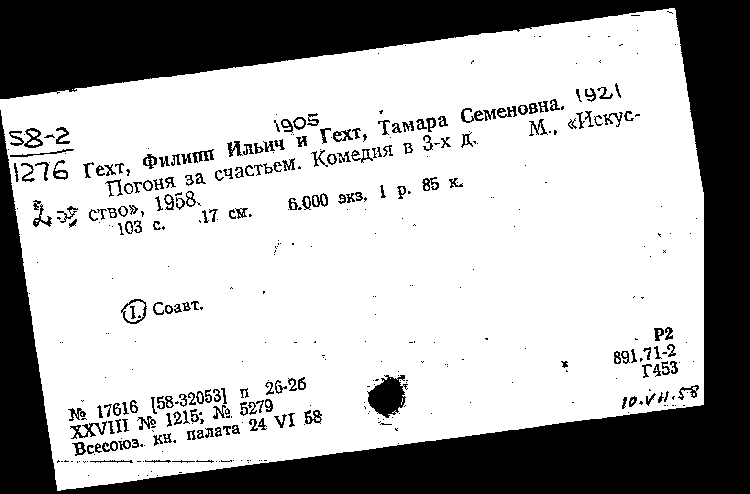 58-2
1276
1905
Гехт, Филипп Ильич и Гехт, Тамара Семеновна. 1921
Погоня за счастьем. Комедия в 3-х д. М., «Искус-
ство», 1958.
103 с. 17 см. 6.000 экз. 1 р. 85 к.
1. Соавт.
Р2
891.71-2
Г453
№ 17616 [58-32053] п 26-2б
XXVIII № 1215; № 5279
Всесоюз. кн. палата 24 VI 58
10.VII.58